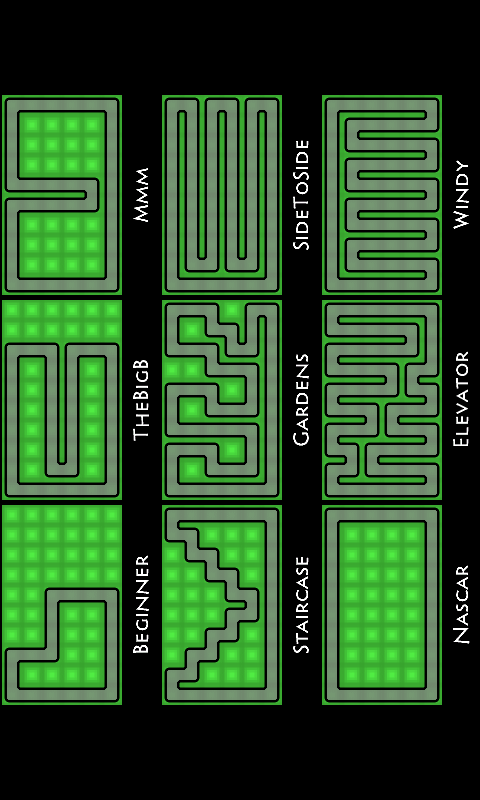 Beginner
TheBigB
Mmm
Staircase
Gardens
SideToSide
Nascar
Elevator
Windy